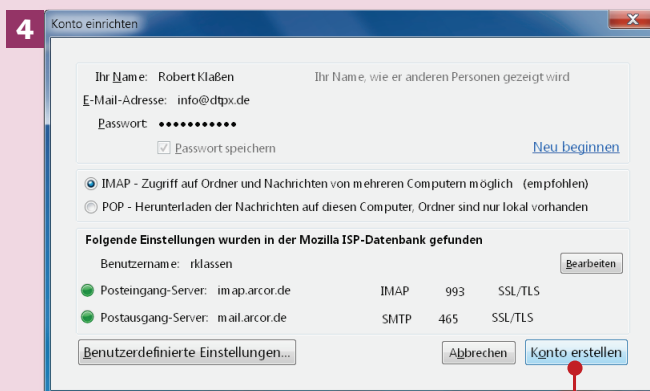 4
Konto einrichten
X
Ihr Name: Robert Klaßen Ihr Name, wie er anderen Personen gezeigt wird
E-Mail-Adresse: info@dtpx.de
Passwort •••••••••••
Passwort speichern Neu beginnen
IMAP - Zugriff auf Ordner und Nachrichten von mehreren Computern möglich (empfohlen)
POP - Herunterladen der Nachrichten auf diesen Computer, Ordner sind nur lokal vorhanden
Folgende Einstellungen wurden in der Mozilla ISP-Datenbank gefunden
Benutzername: rklassen Bearbeiten
Posteingang-Server: imap.arcor.de IMAP 993 SSL/TLS
Postausgang-Server: mail.arcor.de SMTP 465 SSL/TLS
Benutzerdefinierte Einstellungen... Abbrechen Konto erstellen